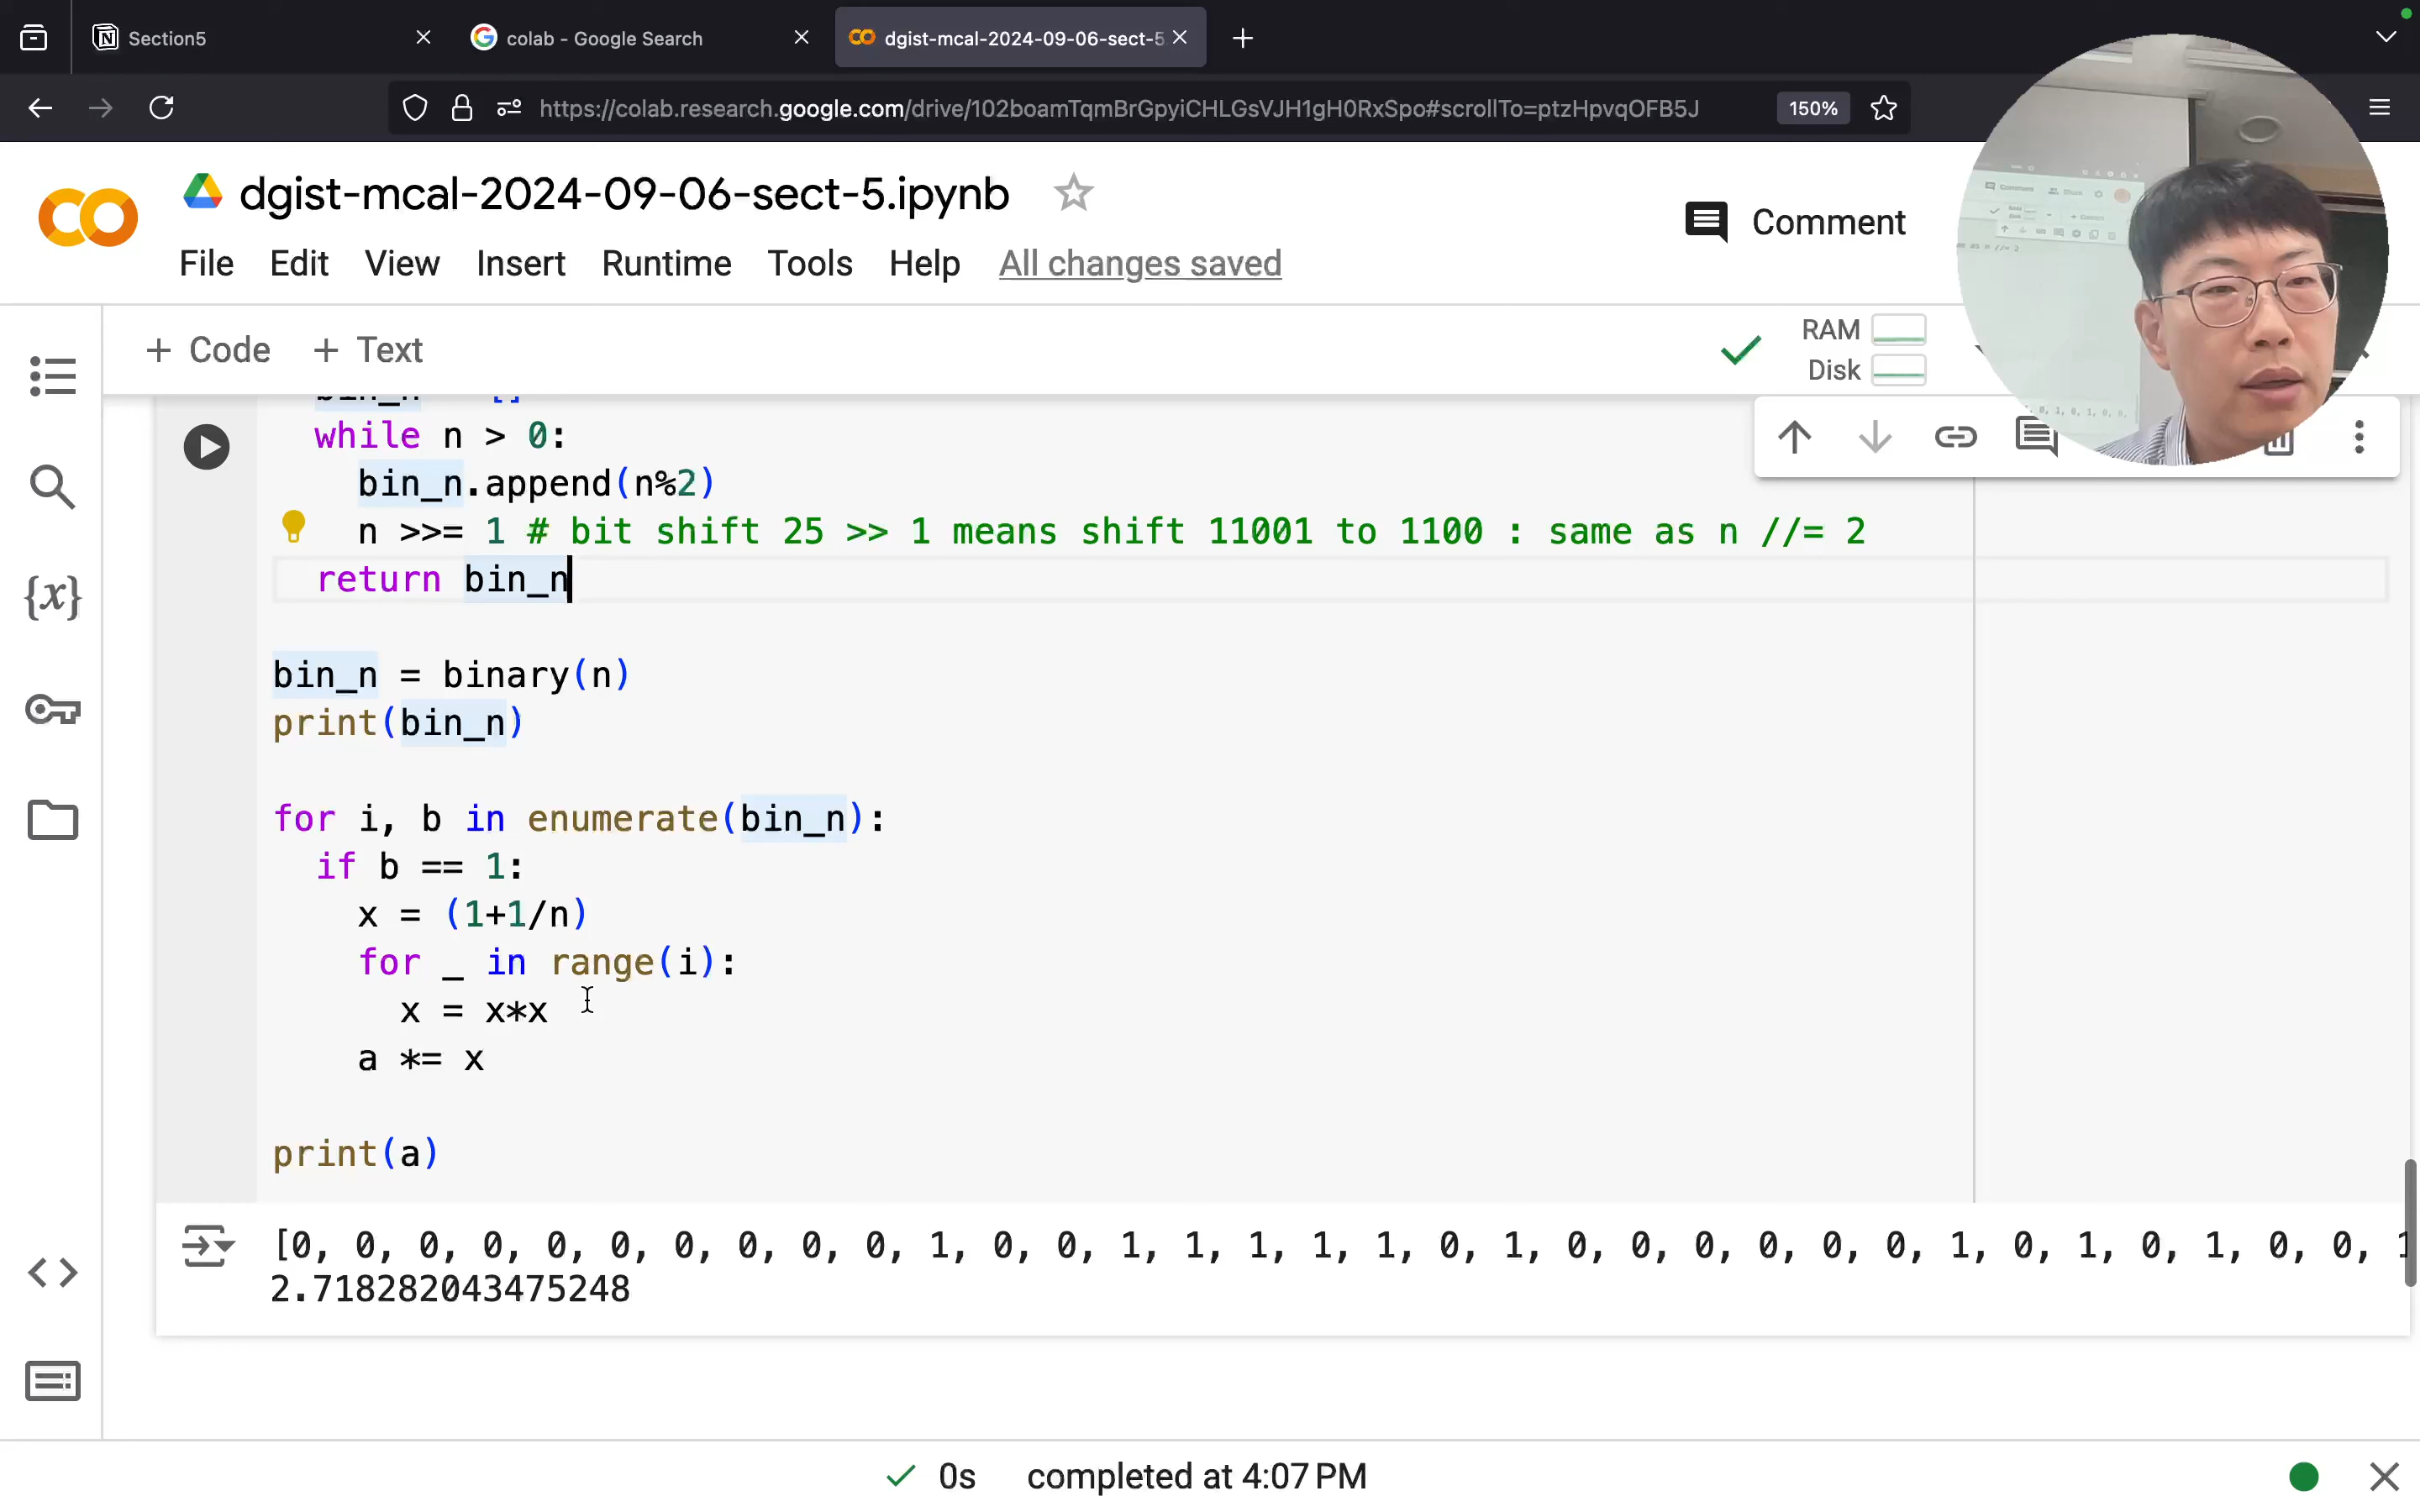 Section5
colab - Google Search
dgist-mcal-2024-09-06-sect-5
https://colab.research.google.com/drive/102boamTqmBrGpyiCHLGsVJH1gH0RxSpo#scrollTo=ptzHpvqOFB5J
150%
dgist-mcal-2024-09-06-sect-5.ipynb
Comment
File Edit View Insert Runtime Tools Help All changes saved
+ Code + Text
RAM
Disk
while n > 0:
bin_n.append(n%2)
n >>= 1 # bit shift 25 >> 1 means shift 11001 to 1100 : same as n //= 2
return bin_n
bin_n = binary(n)
print(bin_n)
for i, b in enumerate(bin_n):
if b == 1:
x = (1+1/n)
for _ in range(i):
x = x*x
a *= x
print(a)
[0, 0, 0, 0, 0, 0, 0, 0, 0, 0, 1, 0, 0, 1, 1, 1, 1, 1, 0, 1, 0, 0, 0, 0, 0, 0, 1, 0, 1, 0, 1, 0, 0, 1
2.718282043475248
0s completed at 4:07 PM